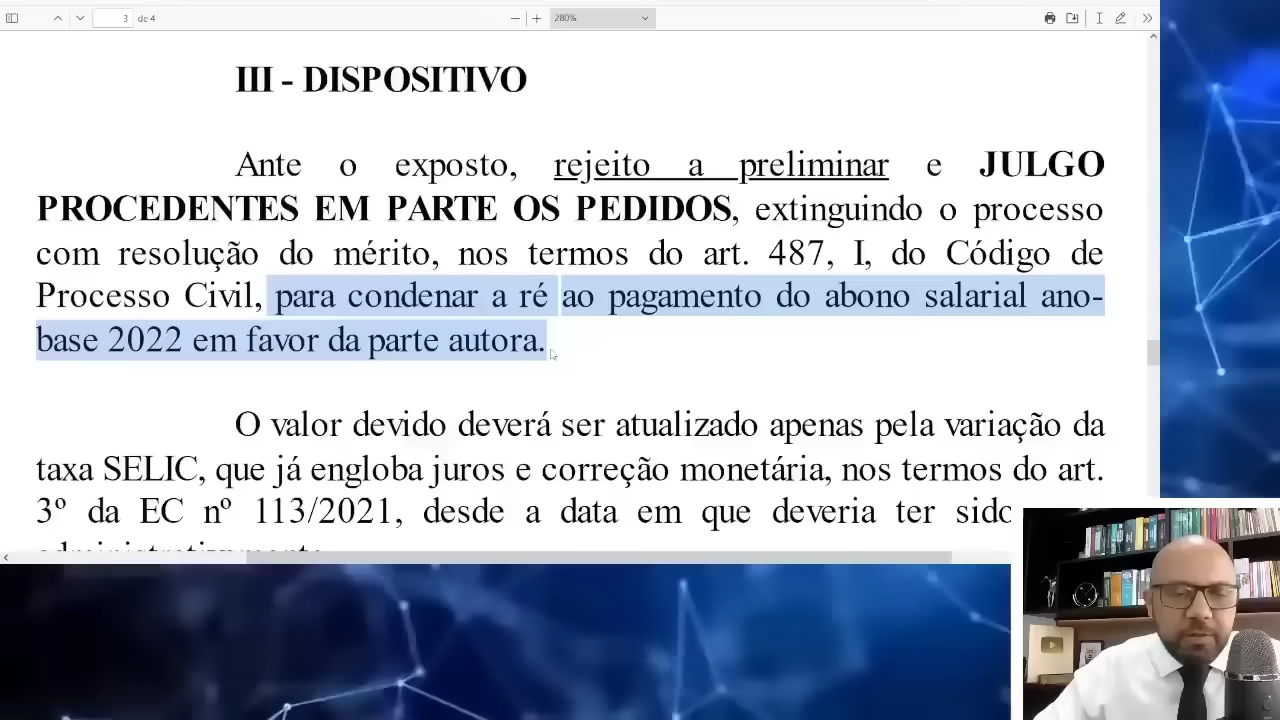 3 de 4
280%
III - DISPOSITIVO
Ante o exposto, rejeito a preliminar e JULGO
PROCEDENTES EM PARTE OS PEDIDOS, extinguindo o processo
com resolução do mérito, nos termos do art. 487, I, do Código de
Processo Civil, para condenar a ré ao pagamento do abono salarial ano-
base 2022 em favor da parte autora.
O valor devido deverá ser atualizado apenas pela variação da
taxa SELIC, que já engloba juros e correção monetária, nos termos do art.
3º da EC nº 113/2021, desde a data em que deveria ter sido